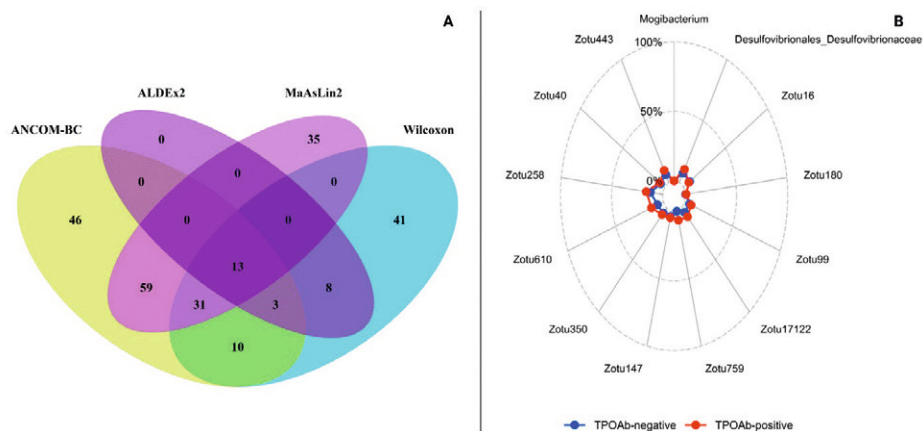 A
ALDEx2
MaAsLin2
ANCOM-BC
Wilcoxon
0
35
0
0
0
46
0
0
41
13
59
31
3
8
10
B
Mogibacterium
100%
Zotu443
Desulfovibrionales_Desulfovibrionaceae
Zotu40
50%
Zotu16
Zotu258
0%
Zotu180
Zotu610
Zotu99
Zotu350
Zotu17122
Zotu147
Zotu759
TPOAb-negative
TPOAb-positive